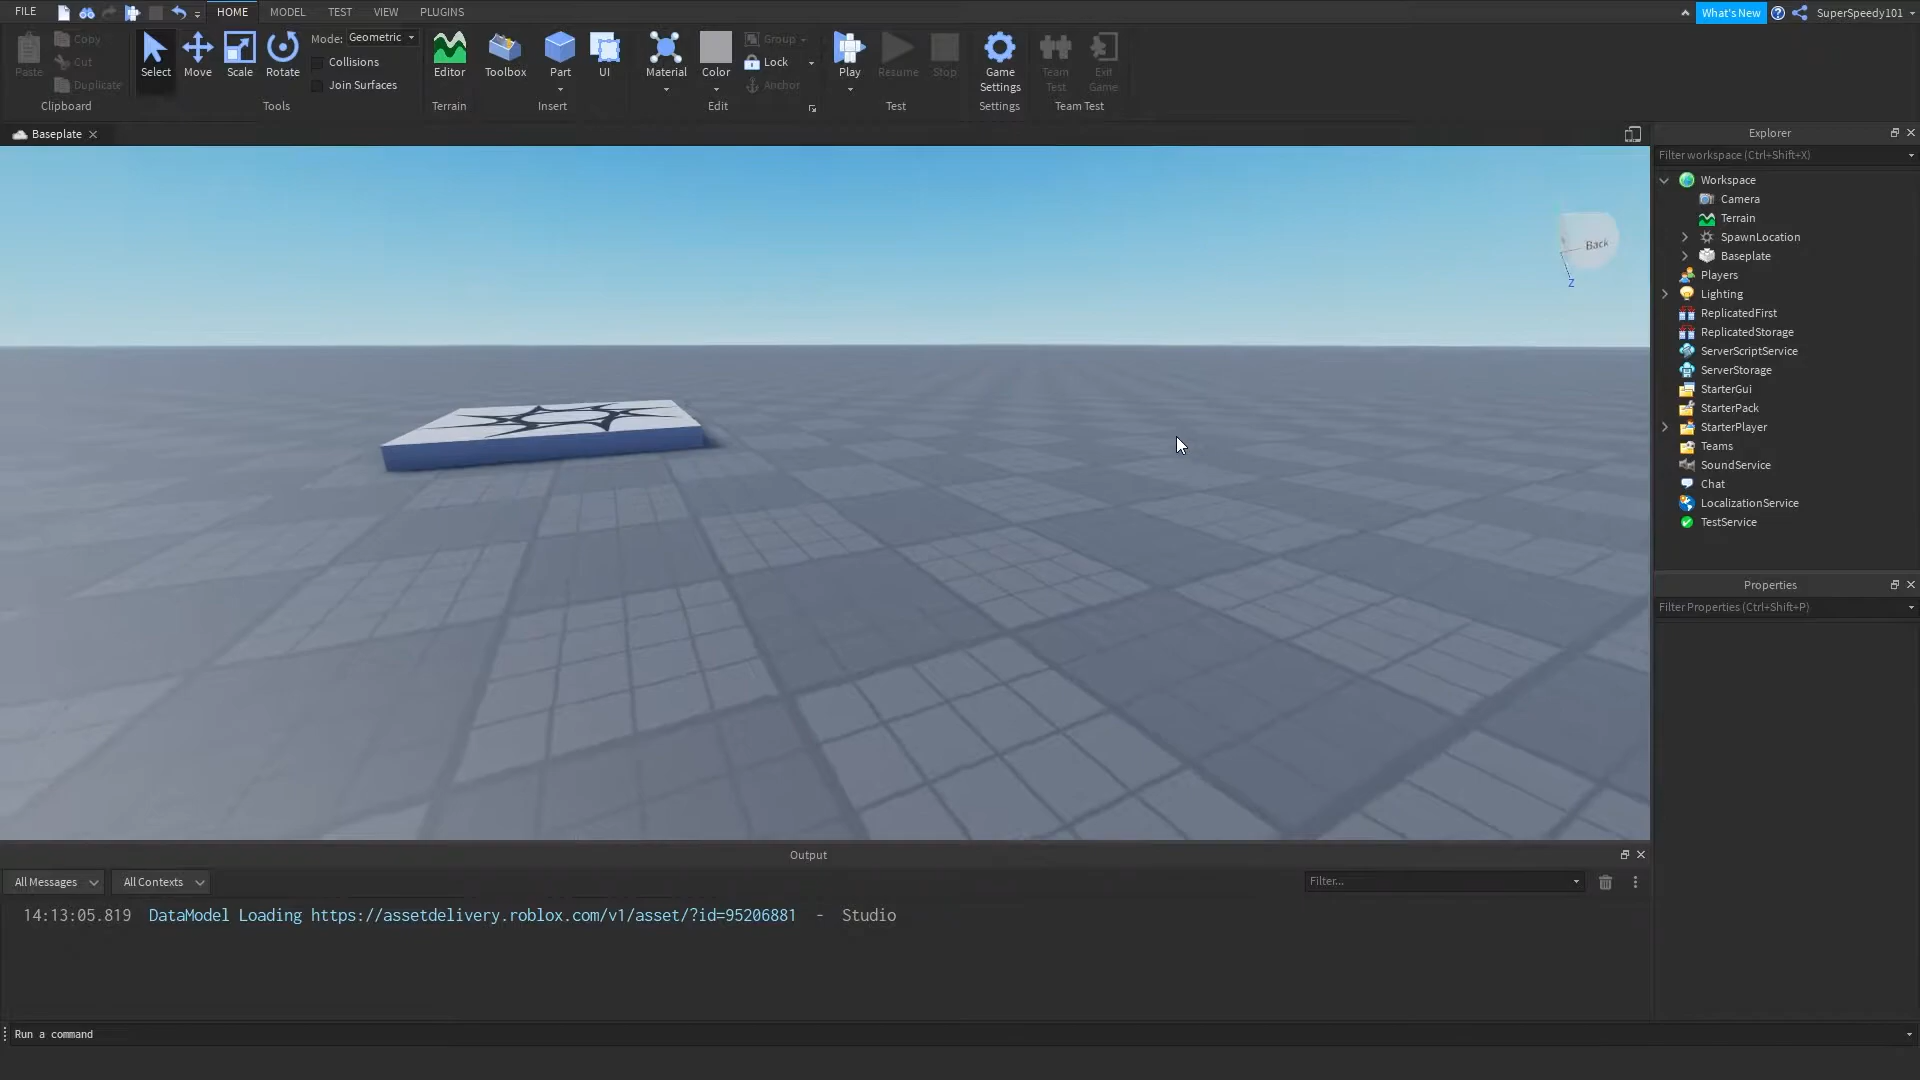 FILE HOME MODEL TEST VIEW PLUGINS What's New SuperSpeedy101
Paste Copy Cut Duplicate
Clipboard
Select Move Scale Rotate
Mode: Geometric
Collisions
Join Surfaces
Tools
Editor
Terrain
Toolbox Part UI
Insert
Material Color Group Lock Anchor
Edit
Play Resume Stop
Test
Game Settings
Settings
Team Test Exit Game
Team Test
Baseplate
Back
Z
Explorer
Filter workspace (Ctrl+Shift+X)
Workspace
Camera
Terrain
SpawnLocation
Baseplate
Players
Lighting
ReplicatedFirst
ReplicatedStorage
ServerScriptService
ServerStorage
StarterGui
StarterPack
StarterPlayer
Teams
SoundService
Chat
LocalizationService
TestService
Properties
Filter Properties (Ctrl+Shift+P)
Output
All Messages All Contexts Filter...
14:13:05.819 DataModel Loading https://assetdelivery.roblox.com/v1/asset/?id=95206881 - Studio
Run a command